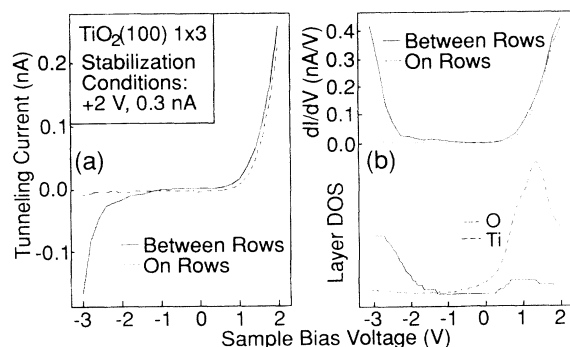 TiO2(100) 1x3
Stabilization
Conditions:
+2 V, 0.3 nA
(a)
Between Rows
On Rows
Tunneling Current (nA)
0.2
0.1
0.0
-0.1
-3 -2 -1 0 1 2
Between Rows
On Rows
dI/dV (nA/V)
0.4
0.3
0.2
0.1
0.0
(b)
O
Ti
Layer DOS
-3 -2 -1 0 1 2
Sample Bias Voltage (V)